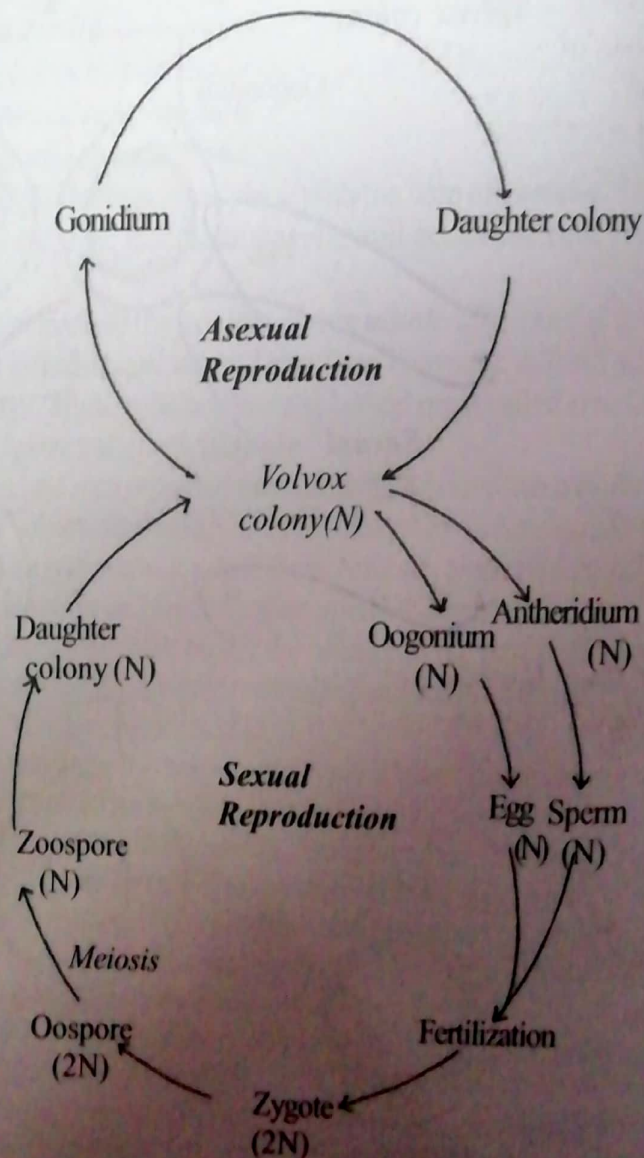 Gonidium
Daughter colony
Asexual
Reproduction
Volvox
colony(N)
Daughter
colony (N)
Oogonium
(N)
Antheridium
(N)
Sexual
Reproduction
Egg
(N)
Sperm
(N)
Zoospore
(N)
Meiosis
Oospore
(2N)
Fertilization
Zygote
(2N)